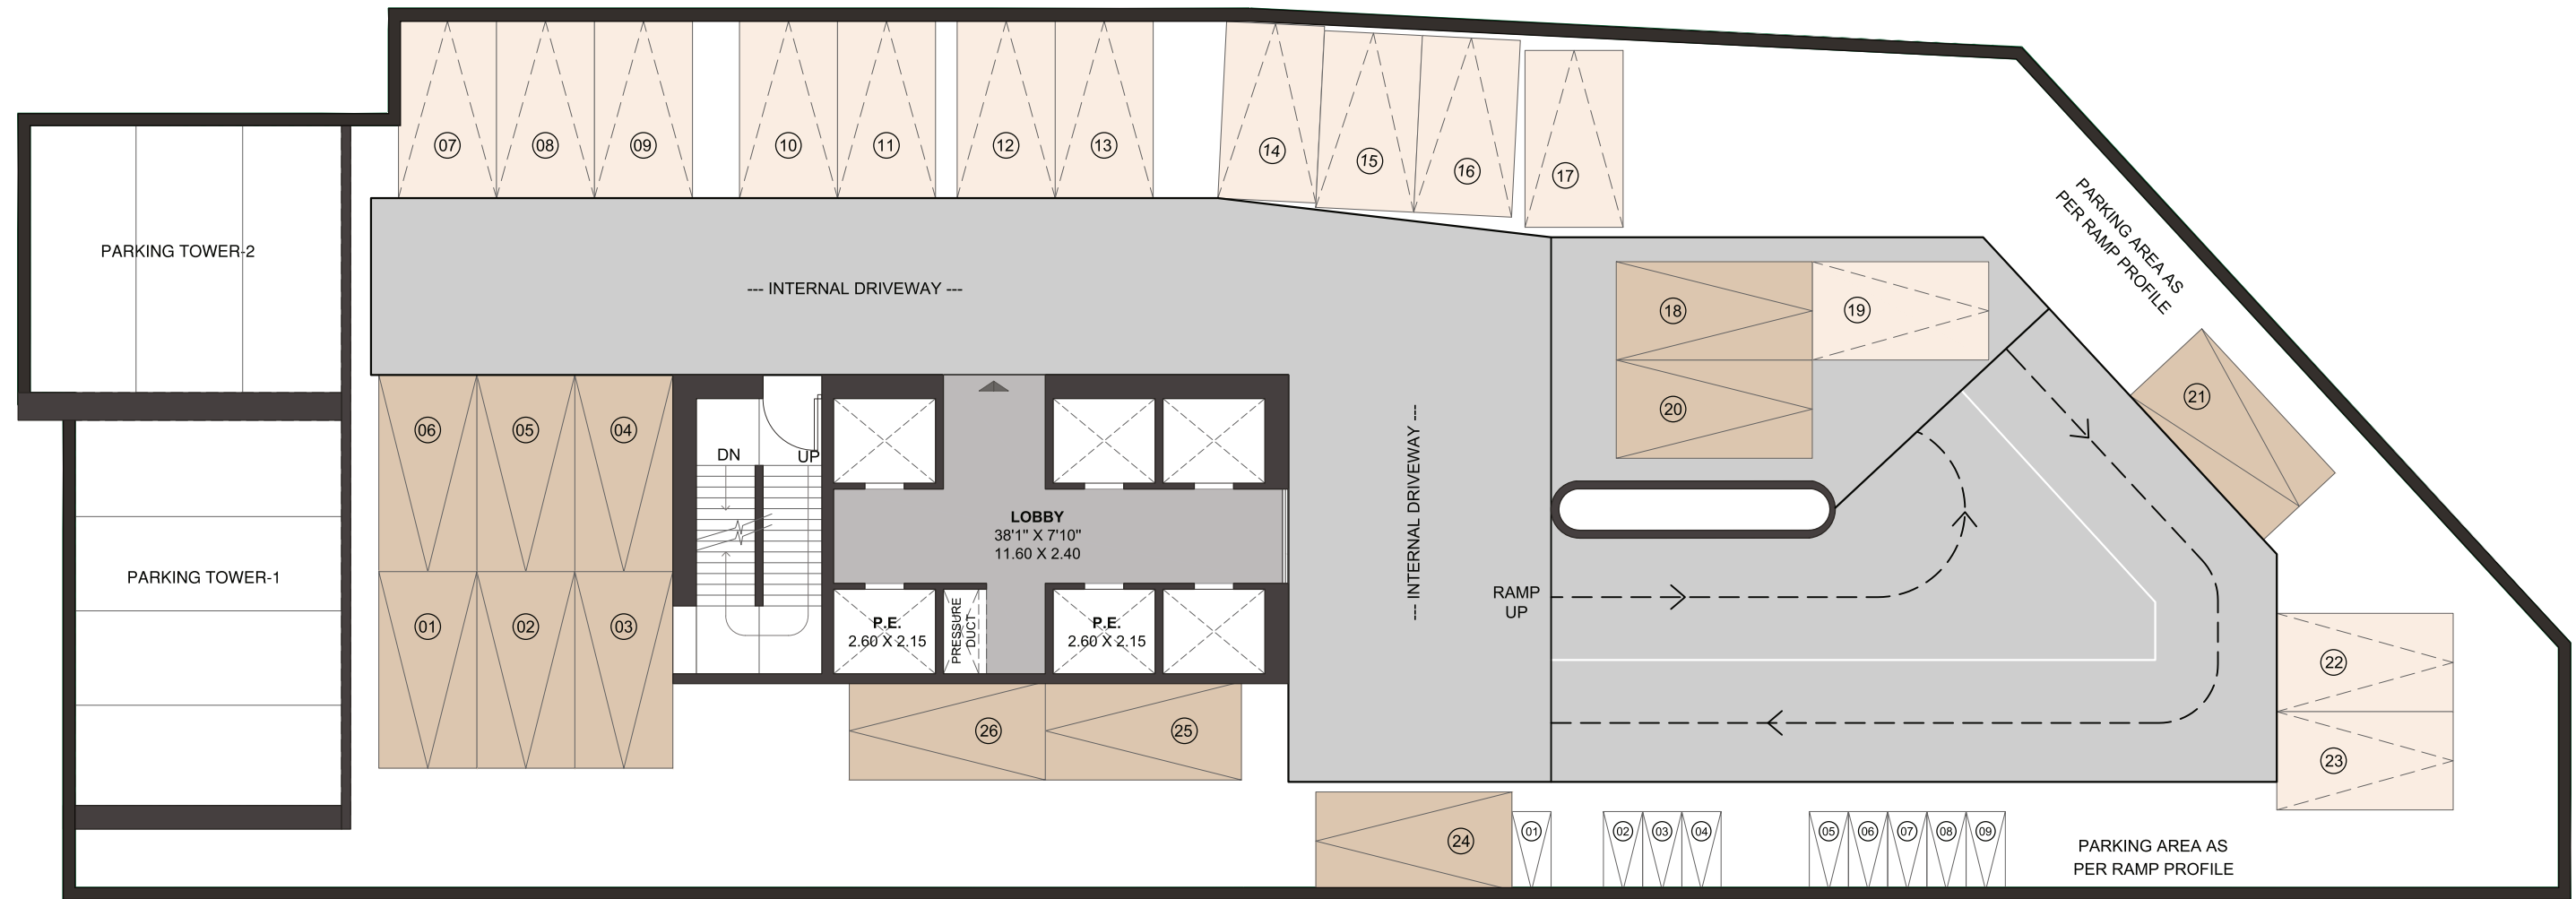 07
08
09
10
11
12
13
14
15
16
17
PARKING TOWER-2
--- INTERNAL DRIVEWAY ---
PARKING AREA AS
PER RAMP PROFILE
18
19
20
21
06
05
04
DN
UP
LOBBY
38'1" X 7'10"
11.60 X 2.40
--- INTERNAL DRIVEWAY ---
PARKING TOWER-1
01
02
03
P.E.
2.60 X 2.15
PRESSURE
DUCT
P.E.
2.60 X 2.15
RAMP
UP
22
23
26
25
24
01
02
03
04
05
06
07
08
09
PARKING AREA AS
PER RAMP PROFILE